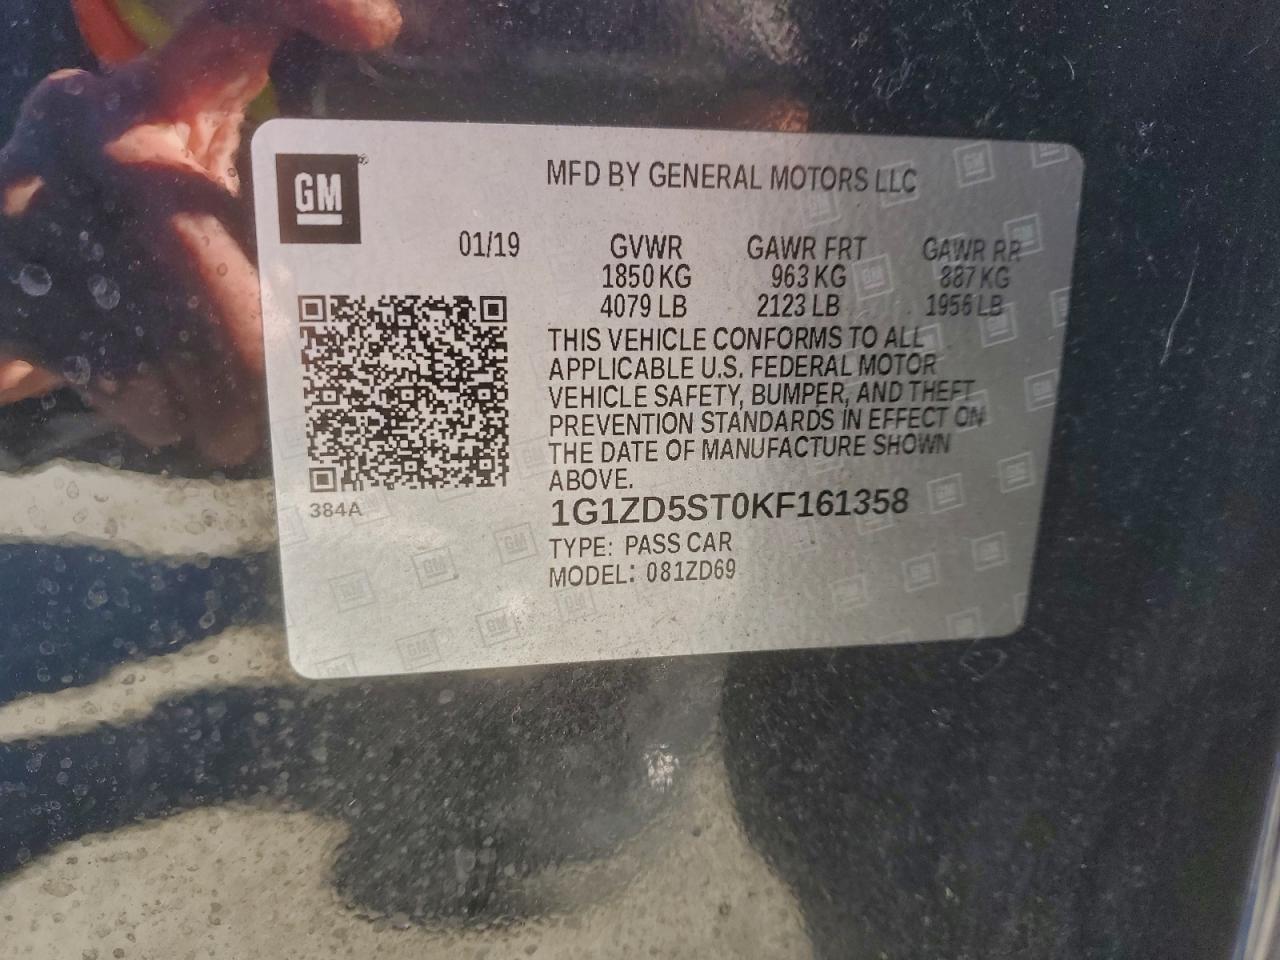 GM
MFD BY GENERAL MOTORS LLC
01/19 GVWR GAWR FRT GAWR RR
1850 KG 963 KG 887 KG
4079 LB 2123 LB 1956 LB
THIS VEHICLE CONFORMS TO ALL
APPLICABLE U.S. FEDERAL MOTOR
VEHICLE SAFETY, BUMPER, AND THEFT
PREVENTION STANDARDS IN EFFECT ON
THE DATE OF MANUFACTURE SHOWN
ABOVE.
384A
1G1ZD5ST0KF161358
TYPE: PASS CAR
MODEL: 081ZD69